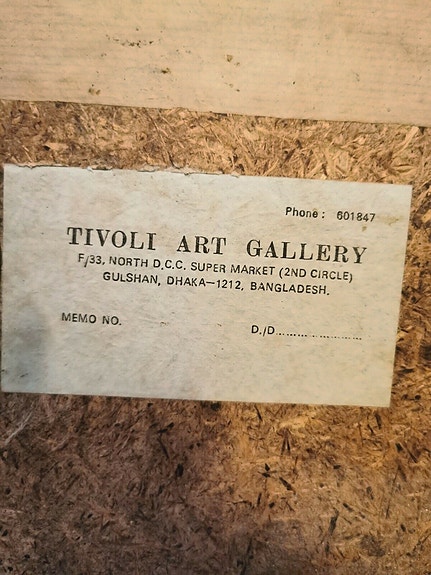 Phone : 601847
TIVOLI ART GALLERY
F/33, NORTH D.C.C. SUPER MARKET (2ND CIRCLE)
GULSHAN, DHAKA—1212, BANGLADESH.
MEMO NO.
D./D......................